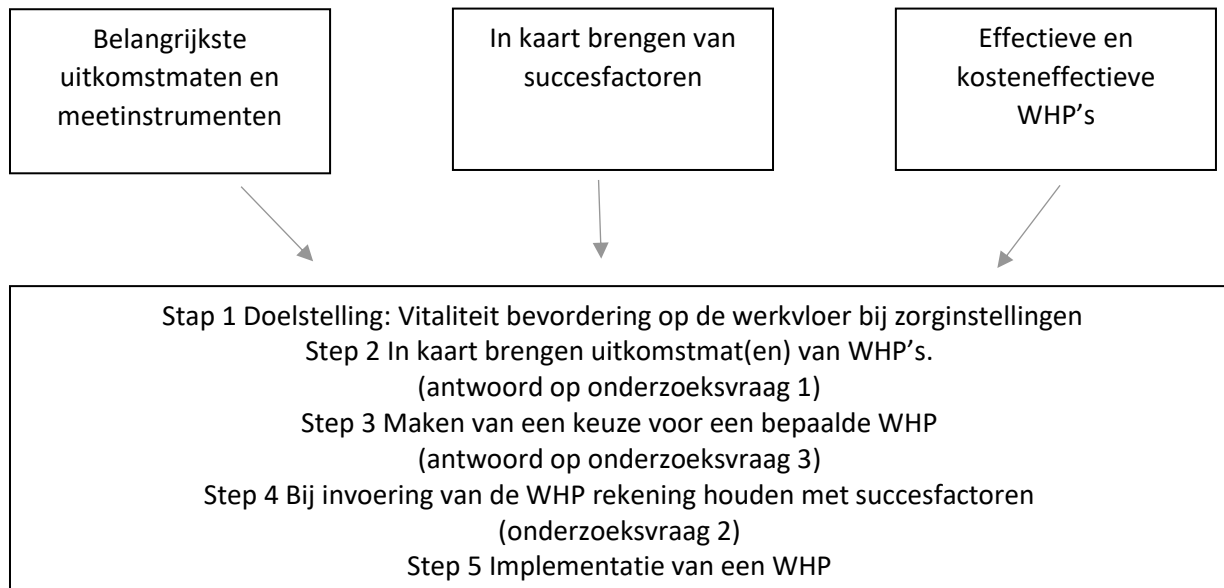 Belangrijkste
uitkomstmaten en
meetinstrumenten
In kaart brengen van
succesfactoren
Effectieve en
kosteneffectieve
WHP’s
Stap 1 Doelstelling: Vitaliteit bevordering op de werkvloer bij zorginstellingen
Step 2 In kaart brengen uitkomstmat(en) van WHP’s.
(antwoord op onderzoeksvraag 1)
Step 3 Maken van een keuze voor een bepaalde WHP
(antwoord op onderzoeksvraag 3)
Step 4 Bij invoering van de WHP rekening houden met succesfactoren
(onderzoeksvraag 2)
Step 5 Implementatie van een WHP